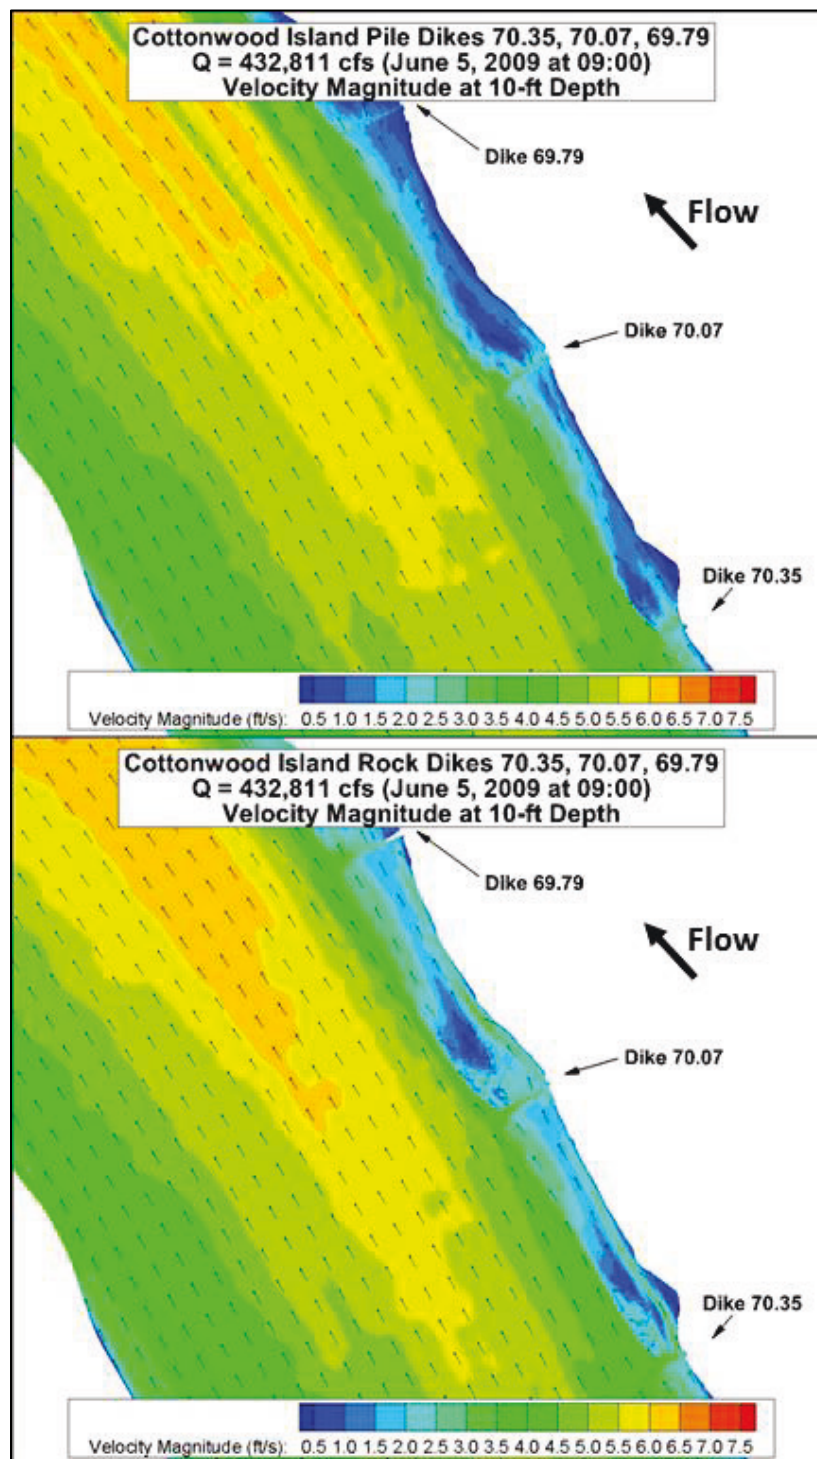 Cottonwood Island Pile Dikes 70.35, 70.07, 69.79
Q = 432,811 cfs (June 5, 2009 at 09:00)
Velocity Magnitude at 10-ft Depth
Dike 69.79
Flow
Dike 70.07
Dike 70.35
Velocity Magnitude (ft/s): 0.5 1.0 1.5 2.0 2.5 3.0 3.5 4.0 4.5 5.0 5.5 6.0 6.5 7.0 7.5
Cottonwood Island Rock Dikes 70.35, 70.07, 69.79
Q = 432,811 cfs (June 5, 2009 at 09:00)
Velocity Magnitude at 10-ft Depth
Dike 69.79
Flow
Dike 70.07
Dike 70.35
Velocity Magnitude (ft/s): 0.5 1.0 1.5 2.0 2.5 3.0 3.5 4.0 4.5 5.0 5.5 6.0 6.5 7.0 7.5